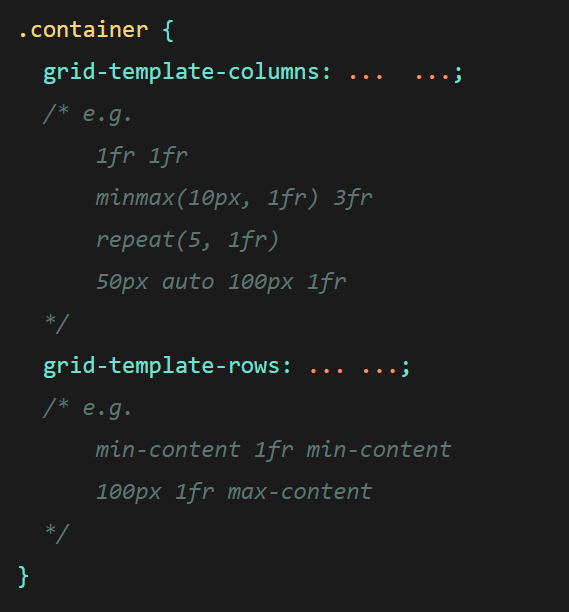 .container {
  grid-template-columns: ...  ...;
  /* e.g.
      1fr 1fr
      minmax(10px, 1fr) 3fr
      repeat(5, 1fr)
      50px auto 100px 1fr
  */
  grid-template-rows: ... ...;
  /* e.g.
      min-content 1fr min-content
      100px 1fr max-content
  */
}